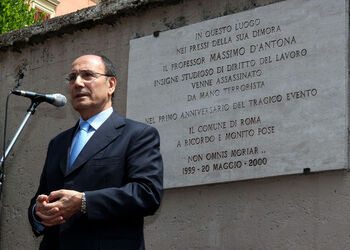 IN QUESTO LUOGO
NEI PRESSI DELLA SUA DIMORA
IL PROFESSOR MASSIMO D'ANTONA
INSIGNE STUDIOSO DI DIRITTO DEL LAVORO
VENNE ASSASSINATO
DA MANO TERRORISTA
NEL PRIMO ANNIVERSARIO DEL TRAGICO EVENTO
IL COMUNE DI ROMA
A RICORDO E MONITO POSE
NON OMNIS MORIAR..
1999 - 20 MAGGIO - 2000